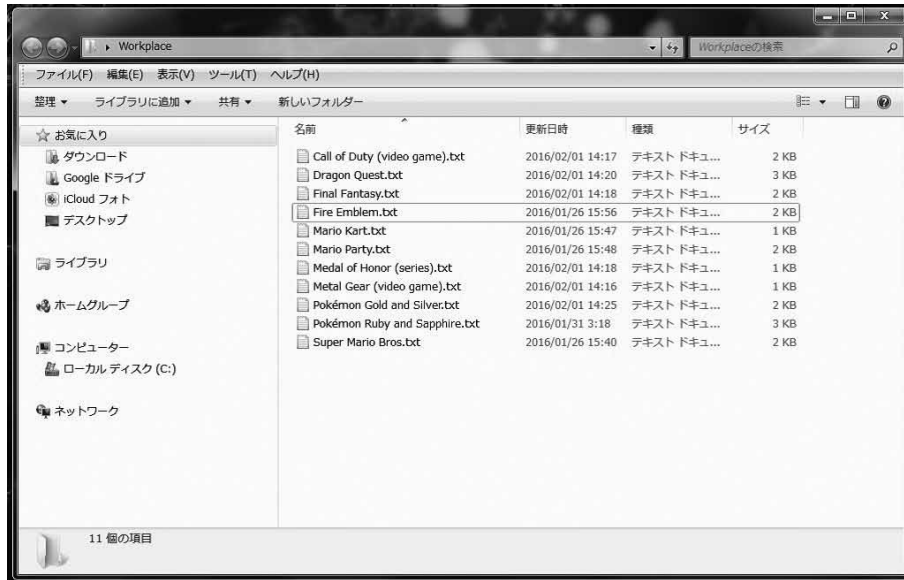 Workplace
Workplaceの検索
ファイル(F) 編集(E) 表示(V) ツール(T) ヘルプ(H)
整理 ライブラリに追加 共有 新しいフォルダー
お気に入り
ダウンロード
Google ドライブ
iCloud フォト
デスクトップ
ライブラリ
ホームグループ
コンピューター
ローカル ディスク (C:)
ネットワーク
名前 更新日時 種類 サイズ
Call of Duty (video game).txt 2016/02/01 14:17 テキスト ドキュ... 2 KB
Dragon Quest.txt 2016/02/01 14:20 テキスト ドキュ... 3 KB
Final Fantasy.txt 2016/02/01 14:18 テキスト ドキュ... 2 KB
Fire Emblem.txt 2016/01/26 15:56 テキスト ドキュ... 2 KB
Mario Kart.txt 2016/01/26 15:47 テキスト ドキュ... 1 KB
Mario Party.txt 2016/01/26 15:48 テキスト ドキュ... 2 KB
Medal of Honor (series).txt 2016/02/01 14:18 テキスト ドキュ... 1 KB
Metal Gear (video game).txt 2016/02/01 14:16 テキスト ドキュ... 1 KB
Pokémon Gold and Silver.txt 2016/02/01 14:25 テキスト ドキュ... 2 KB
Pokémon Ruby and Sapphire.txt 2016/01/31 3:18 テキスト ドキュ... 3 KB
Super Mario Bros.txt 2016/01/26 15:40 テキスト ドキュ... 2 KB
11 個の項目